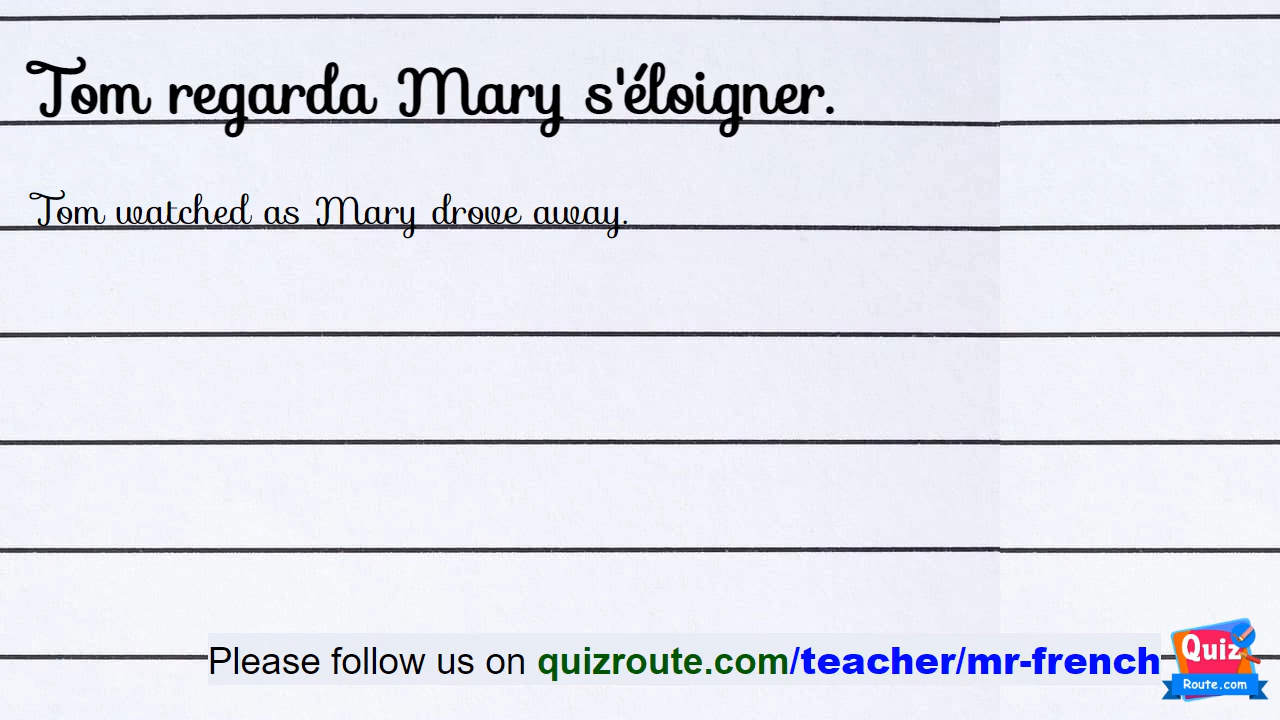 Tom regarda Mary s'éloigner.
Tom watched as Mary drove away.
Please follow us on quizroute.com/teacher/mr-french
Quiz
Route.com